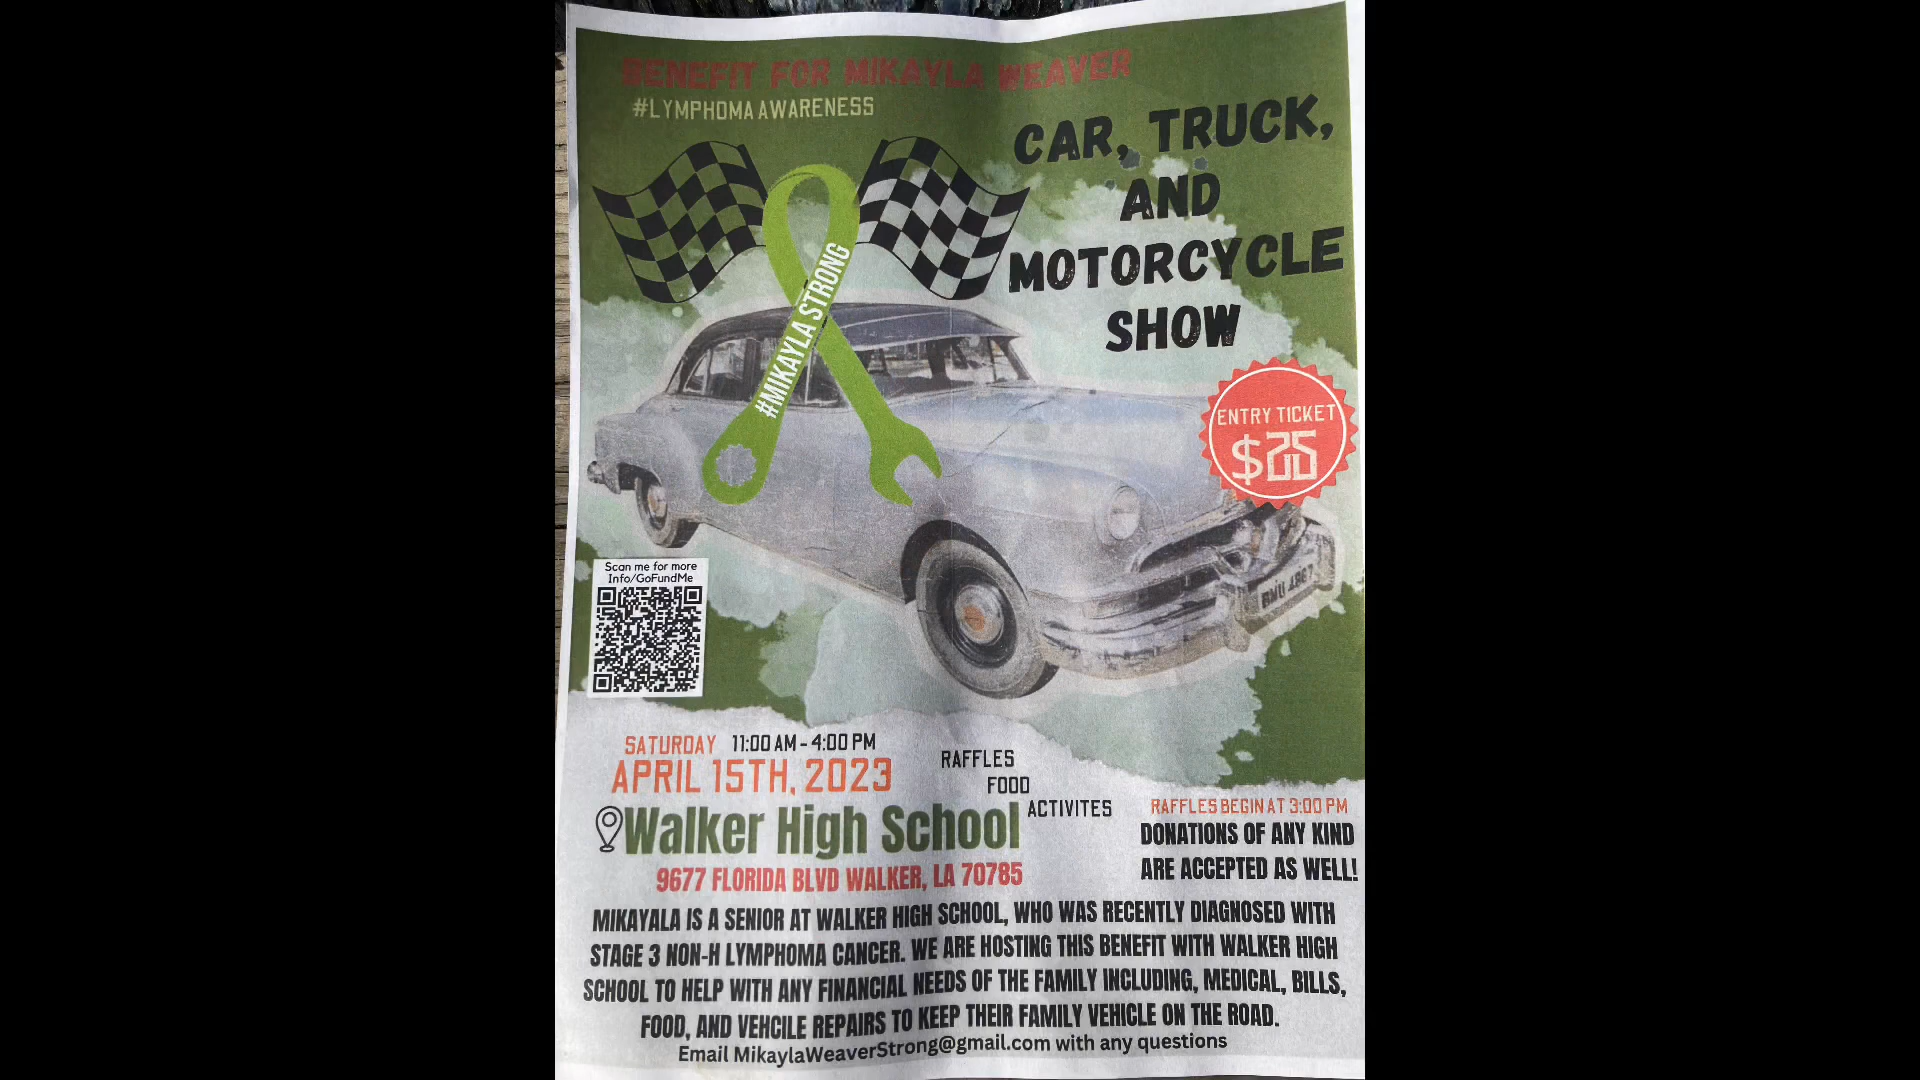 BENEFIT FOR MIKAYLA WEAVER
#LYMPHOMA AWARENESS
CAR, TRUCK,
AND
MOTORCYCLE
SHOW
#MIKAYLA STRONG
ENTRY TICKET
$25
Scan me for more
Info/GoFundMe
SATURDAY 11:00 AM - 4:00 PM
APRIL 15TH, 2023
RAFFLES
FOOD
ACTIVITES
Walker High School
9677 FLORIDA BLVD WALKER, LA 70785
RAFFLES BEGIN AT 3:00 PM
DONATIONS OF ANY KIND
ARE ACCEPTED AS WELL!
MIKAYALA IS A SENIOR AT WALKER HIGH SCHOOL, WHO WAS RECENTLY DIAGNOSED WITH
STAGE 3 NON-H LYMPHOMA CANCER. WE ARE HOSTING THIS BENEFIT WITH WALKER HIGH
SCHOOL TO HELP WITH ANY FINANCIAL NEEDS OF THE FAMILY INCLUDING, MEDICAL, BILLS,
FOOD, AND VEHCILE REPAIRS TO KEEP THEIR FAMILY VEHICLE ON THE ROAD.
Email MikaylaWeaverStrong@gmail.com with any questions